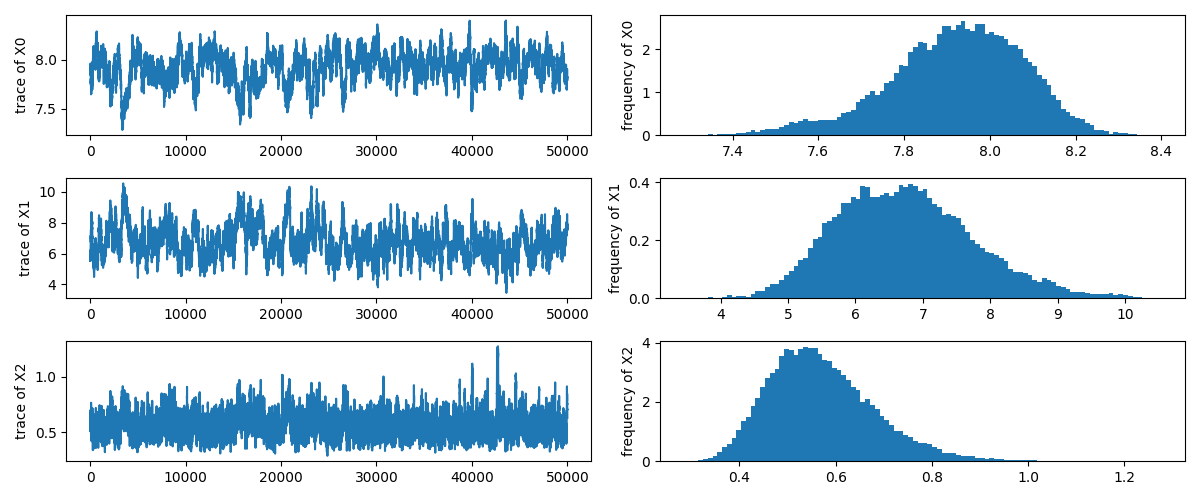 trace of X0
8.0
7.5
0 10000 20000 30000 40000 50000
frequency of X0
2
1
0
7.4 7.6 7.8 8.0 8.2 8.4
trace of X1
10
8
6
4
0 10000 20000 30000 40000 50000
frequency of X1
0.4
0.2
0.0
4 5 6 7 8 9 10
trace of X2
1.0
0.5
0 10000 20000 30000 40000 50000
frequency of X2
4
2
0
0.4 0.6 0.8 1.0 1.2